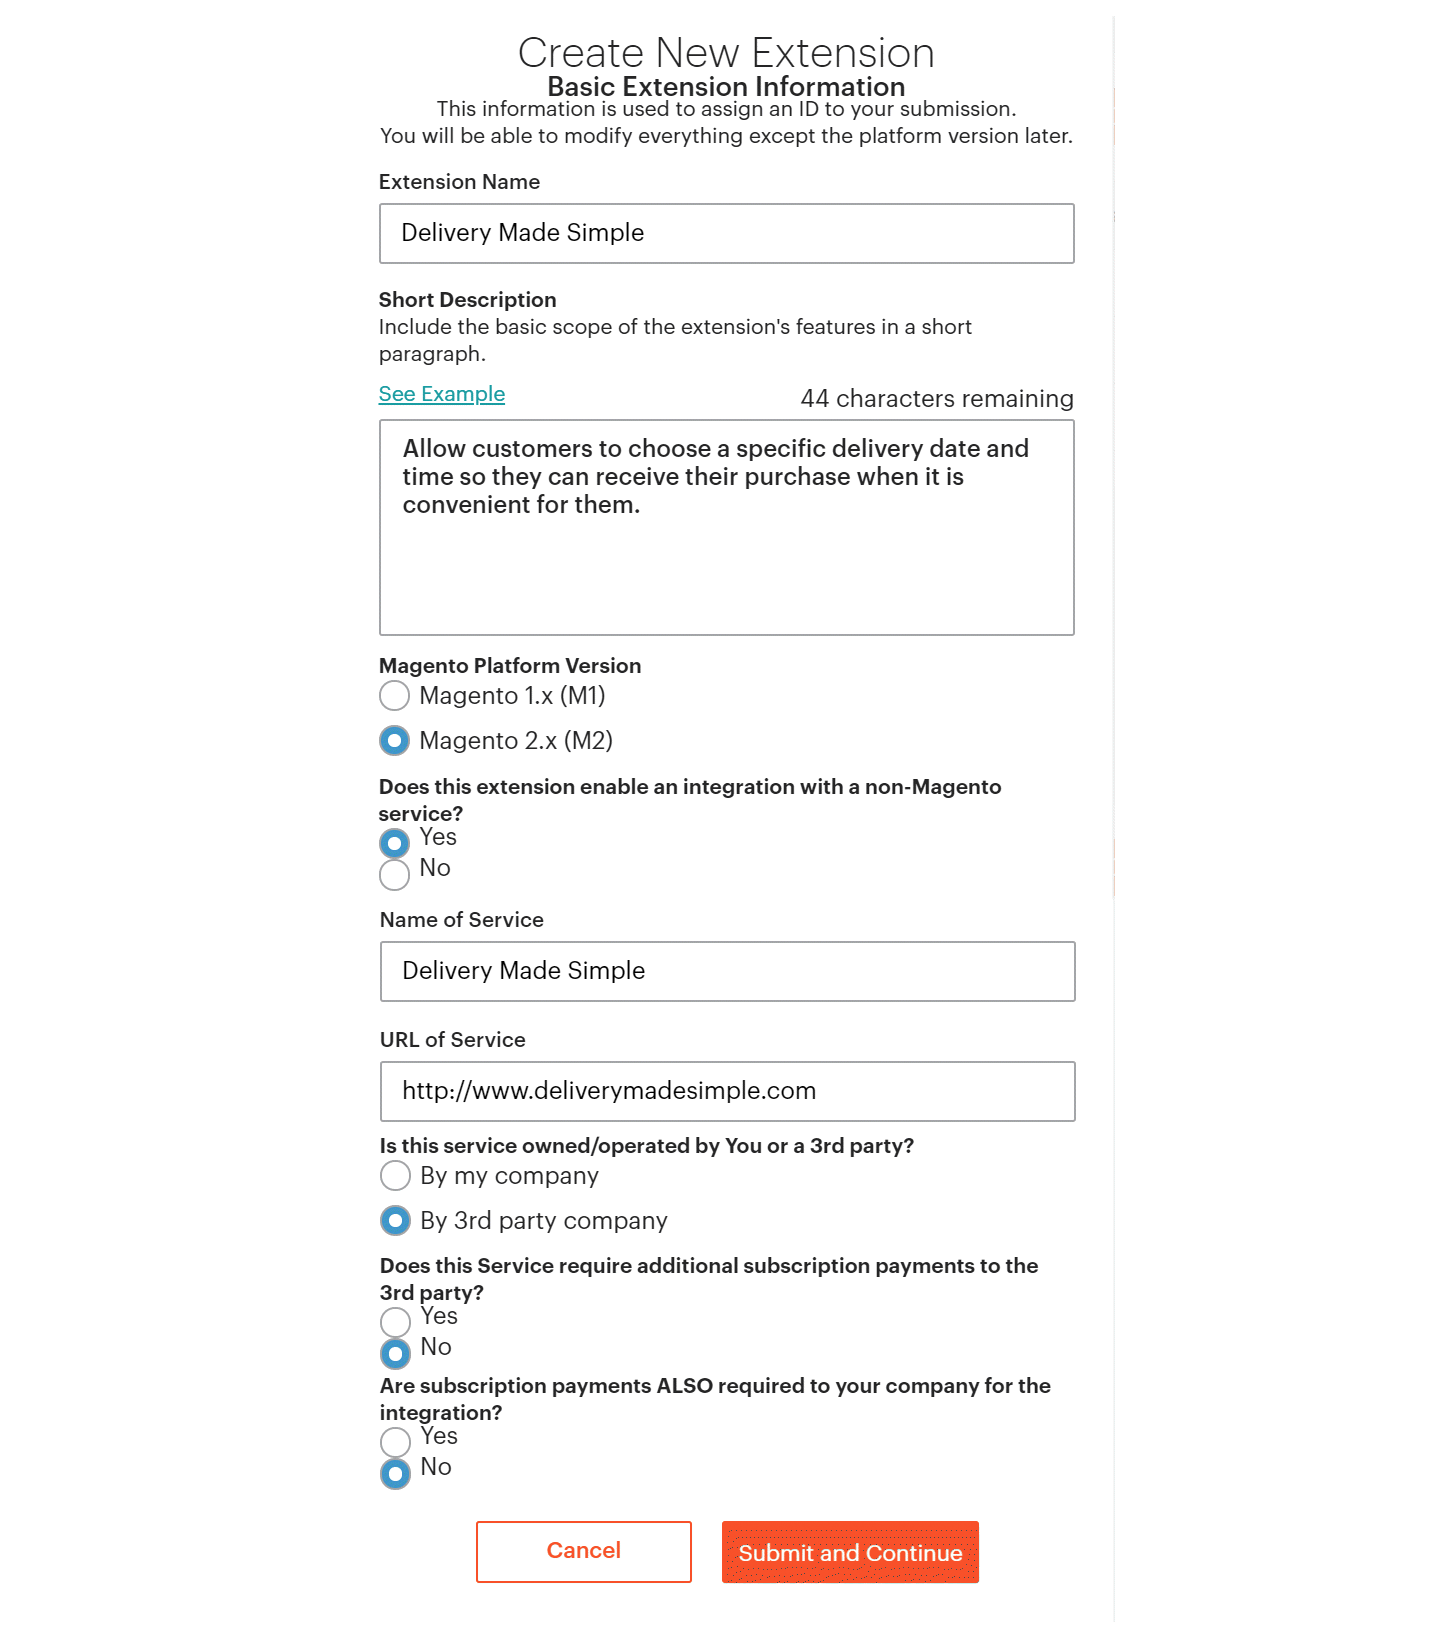 Create New Extension
Basic Extension Information
This information is used to assign an ID to your submission.
You will be able to modify everything except the platform version later.
Extension Name
Delivery Made Simple
Short Description
Include the basic scope of the extension's features in a short
paragraph.
See Example
44 characters remaining
Allow customers to choose a specific delivery date and
time so they can receive their purchase when it is
convenient for them.
Magento Platform Version
Magento 1.x (M1)
Magento 2.x (M2)
Does this extension enable an integration with a non-Magento
service?
Yes
No
Name of Service
Delivery Made Simple
URL of Service
http://www.deliverymadesimple.com
Is this service owned/operated by You or a 3rd party?
By my company
By 3rd party company
Does this Service require additional subscription payments to the
3rd party?
Yes
No
Are subscription payments ALSO required to your company for the
integration?
Yes
No
Cancel
Submit and Continue